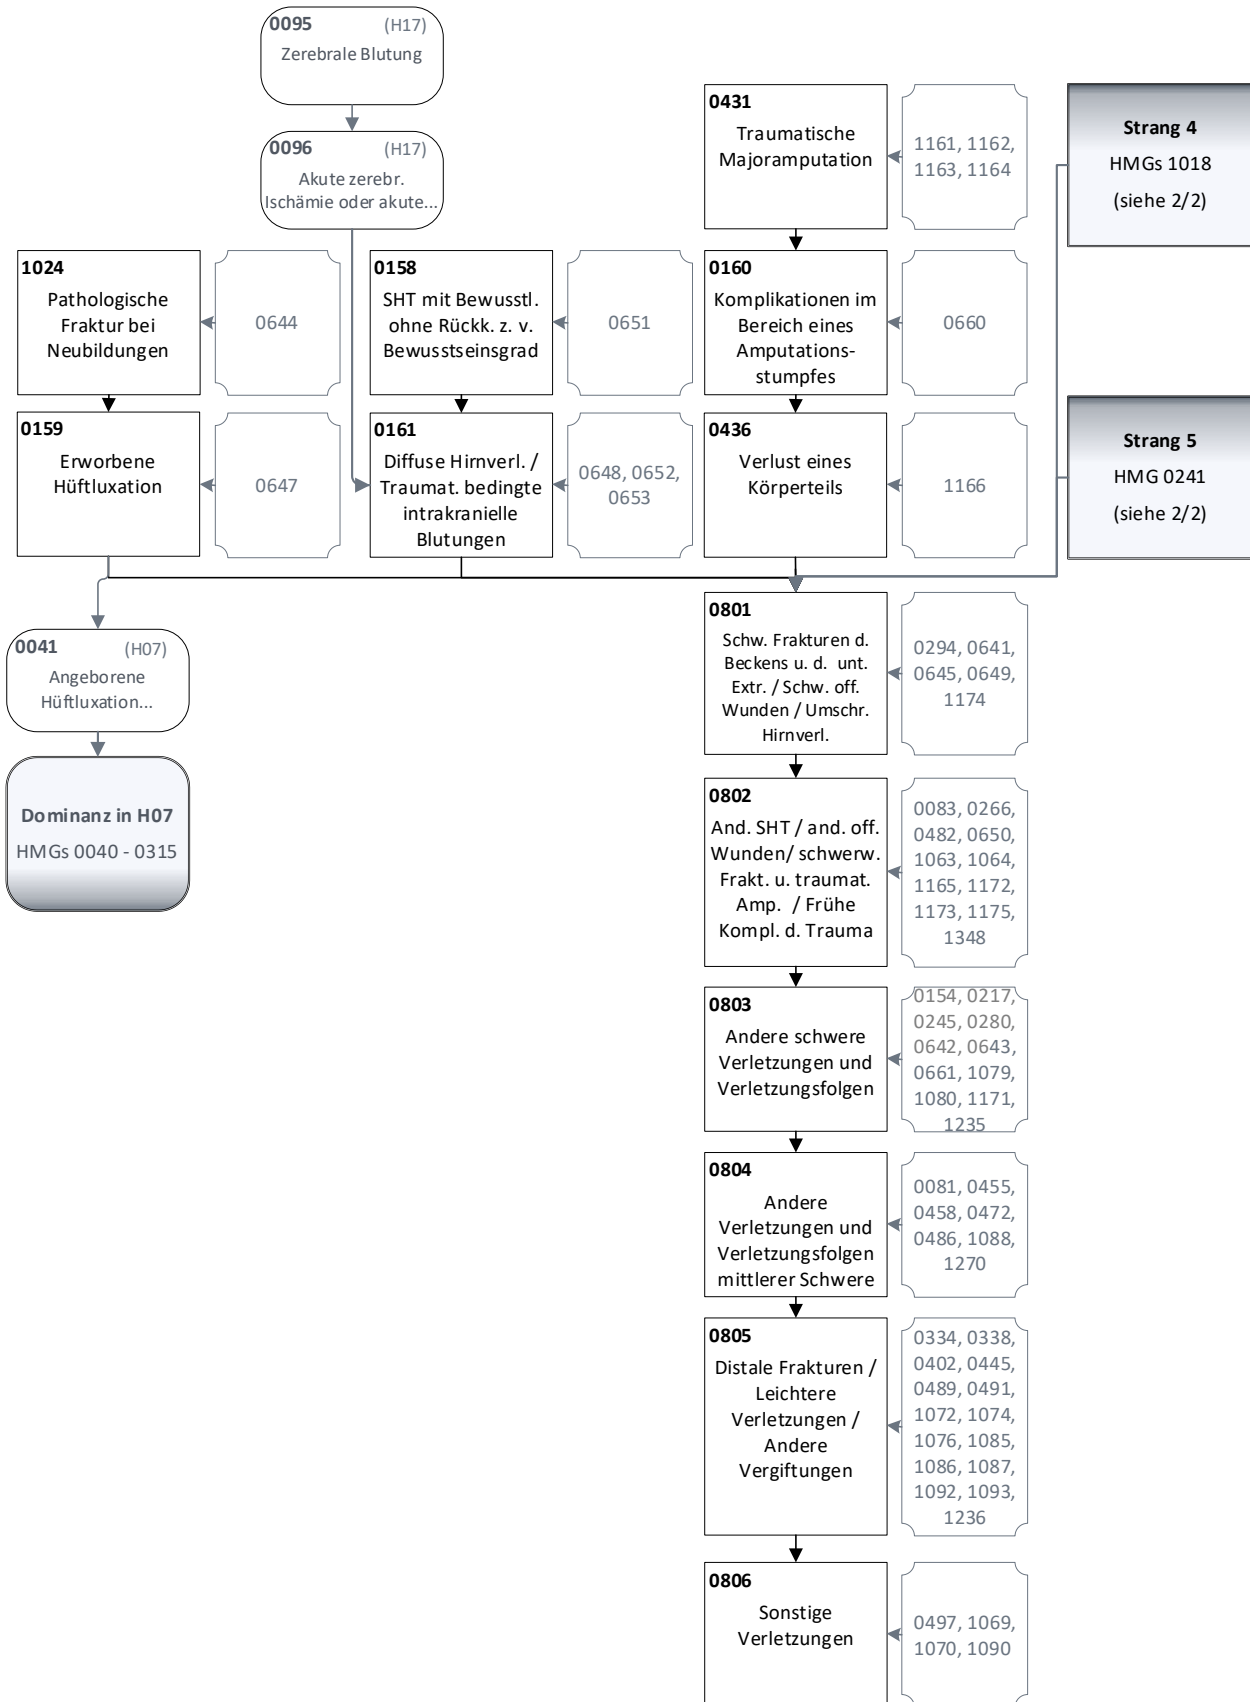 0095 (H17)
Zerebrale Blutung
0096 (H17)
Akute zerebr.
Ischämie oder akute...
0431
Traumatische
Majoramputation
1161, 1162,
1163, 1164
Strang 4
HMGs 1018
(siehe 2/2)
1024
Pathologische
Fraktur bei
Neubildungen
0644
0158
SHT mit Bewusstl.
ohne Rückk. z. v.
Bewusstseinsgrad
0651
0160
Komplikationen im
Bereich eines
Amputations-
stumpfes
0660
0159
Erworbene
Hüftluxation
0647
0161
Diffuse Hirnverl. /
Traumat. bedingte
intrakranielle
Blutungen
0648, 0652,
0653
0436
Verlust eines
Körperteils
1166
Strang 5
HMG 0241
(siehe 2/2)
0041 (H07)
Angeborene
Hüftluxation...
Dominanz in H07
HMGs 0040 - 0315
0801
Schw. Frakturen d.
Beckens u. d. unt.
Extr. / Schw. off.
Wunden / Umschr.
Hirnverl.
0294, 0641,
0645, 0649,
1174
0802
And. SHT / and. off.
Wunden/ schwerw.
Frakt. u. traumat.
Amp. / Frühe
Kompl. d. Trauma
0083, 0266,
0482, 0650,
1063, 1064,
1165, 1172,
1173, 1175,
1348
0803
Andere schwere
Verletzungen und
Verletzungsfolgen
0154, 0217,
0245, 0280,
0642, 0643,
0661, 1079,
1080, 1171,
1235
0804
Andere
Verletzungen und
Verletzungsfolgen
mittlerer Schwere
0081, 0455,
0458, 0472,
0486, 1088,
1270
0805
Distale Frakturen /
Leichtere
Verletzungen /
Andere
Vergiftungen
0334, 0338,
0402, 0445,
0489, 0491,
1072, 1074,
1076, 1085,
1086, 1087,
1092, 1093,
1236
0806
Sonstige
Verletzungen
0497, 1069,
1070, 1090